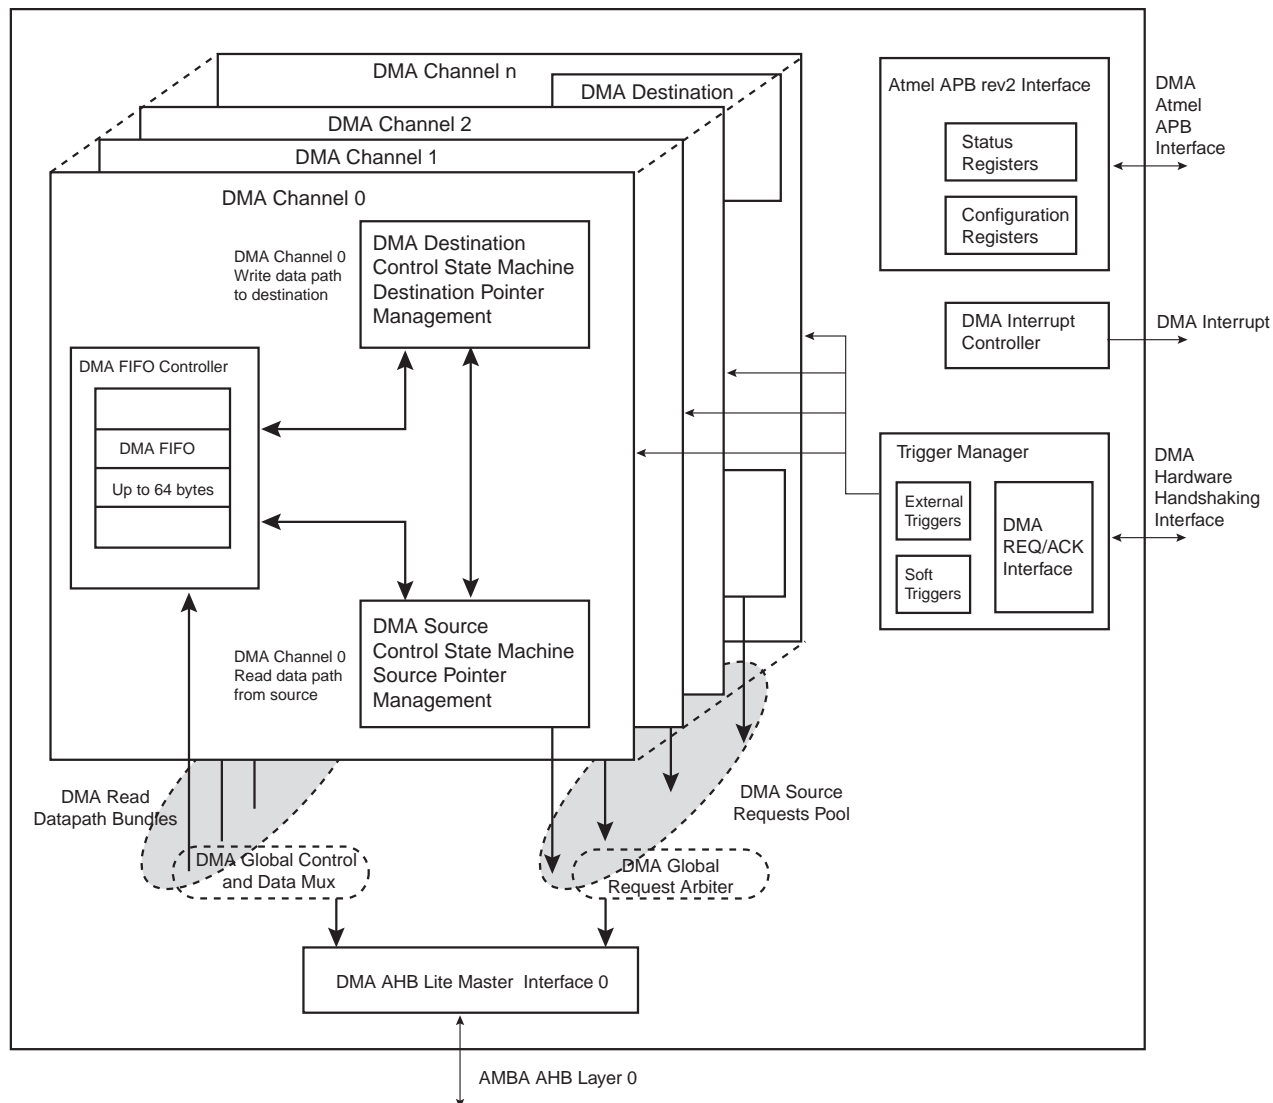 DMA Channel n
DMA Destination
DMA Channel 2
DMA Channel 1
DMA Channel 0
DMA Channel 0
Write data path
to destination
DMA Destination
Control State Machine
Destination Pointer
Management
DMA FIFO Controller
DMA FIFO
Up to 64 bytes
DMA Channel 0
Read data path
from source
DMA Source
Control State Machine
Source Pointer
Management
Atmel APB rev2 Interface
Status
Registers
Configuration
Registers
DMA
Atmel
APB
Interface
DMA Interrupt
Controller
DMA Interrupt
Trigger Manager
External
Triggers
Soft
Triggers
DMA
REQ/ACK
Interface
DMA
Hardware
Handshaking
Interface
DMA Read
Datapath Bundles
DMA Source
Requests Pool
DMA Global Control
and Data Mux
DMA Global
Request Arbiter
DMA AHB Lite Master Interface 0
AMBA AHB Layer 0